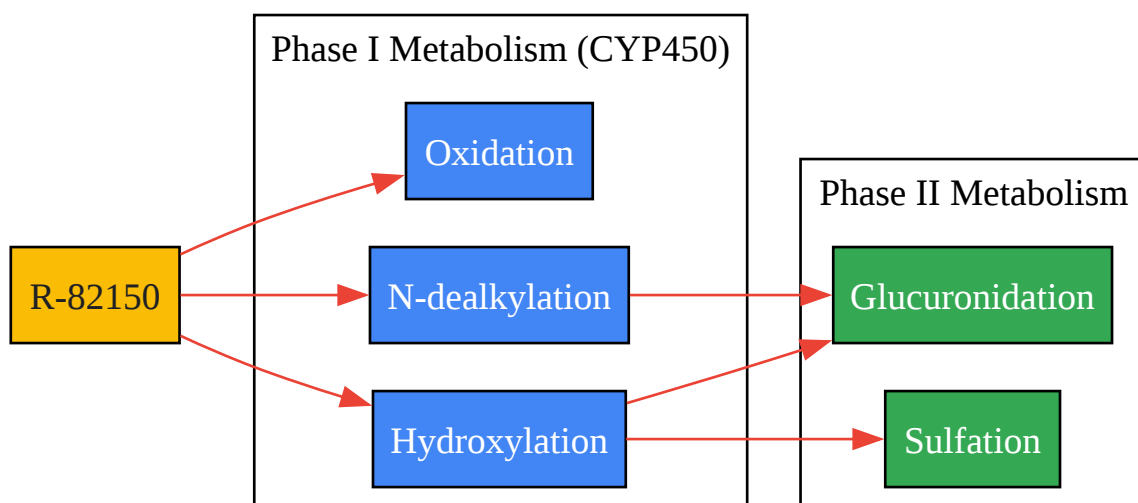 Phase I Metabolism (CYP450)
Oxidation
Phase II Metabolism
R-82150
N-dealkylation
Glucuronidation
Hydroxylation
Sulfation